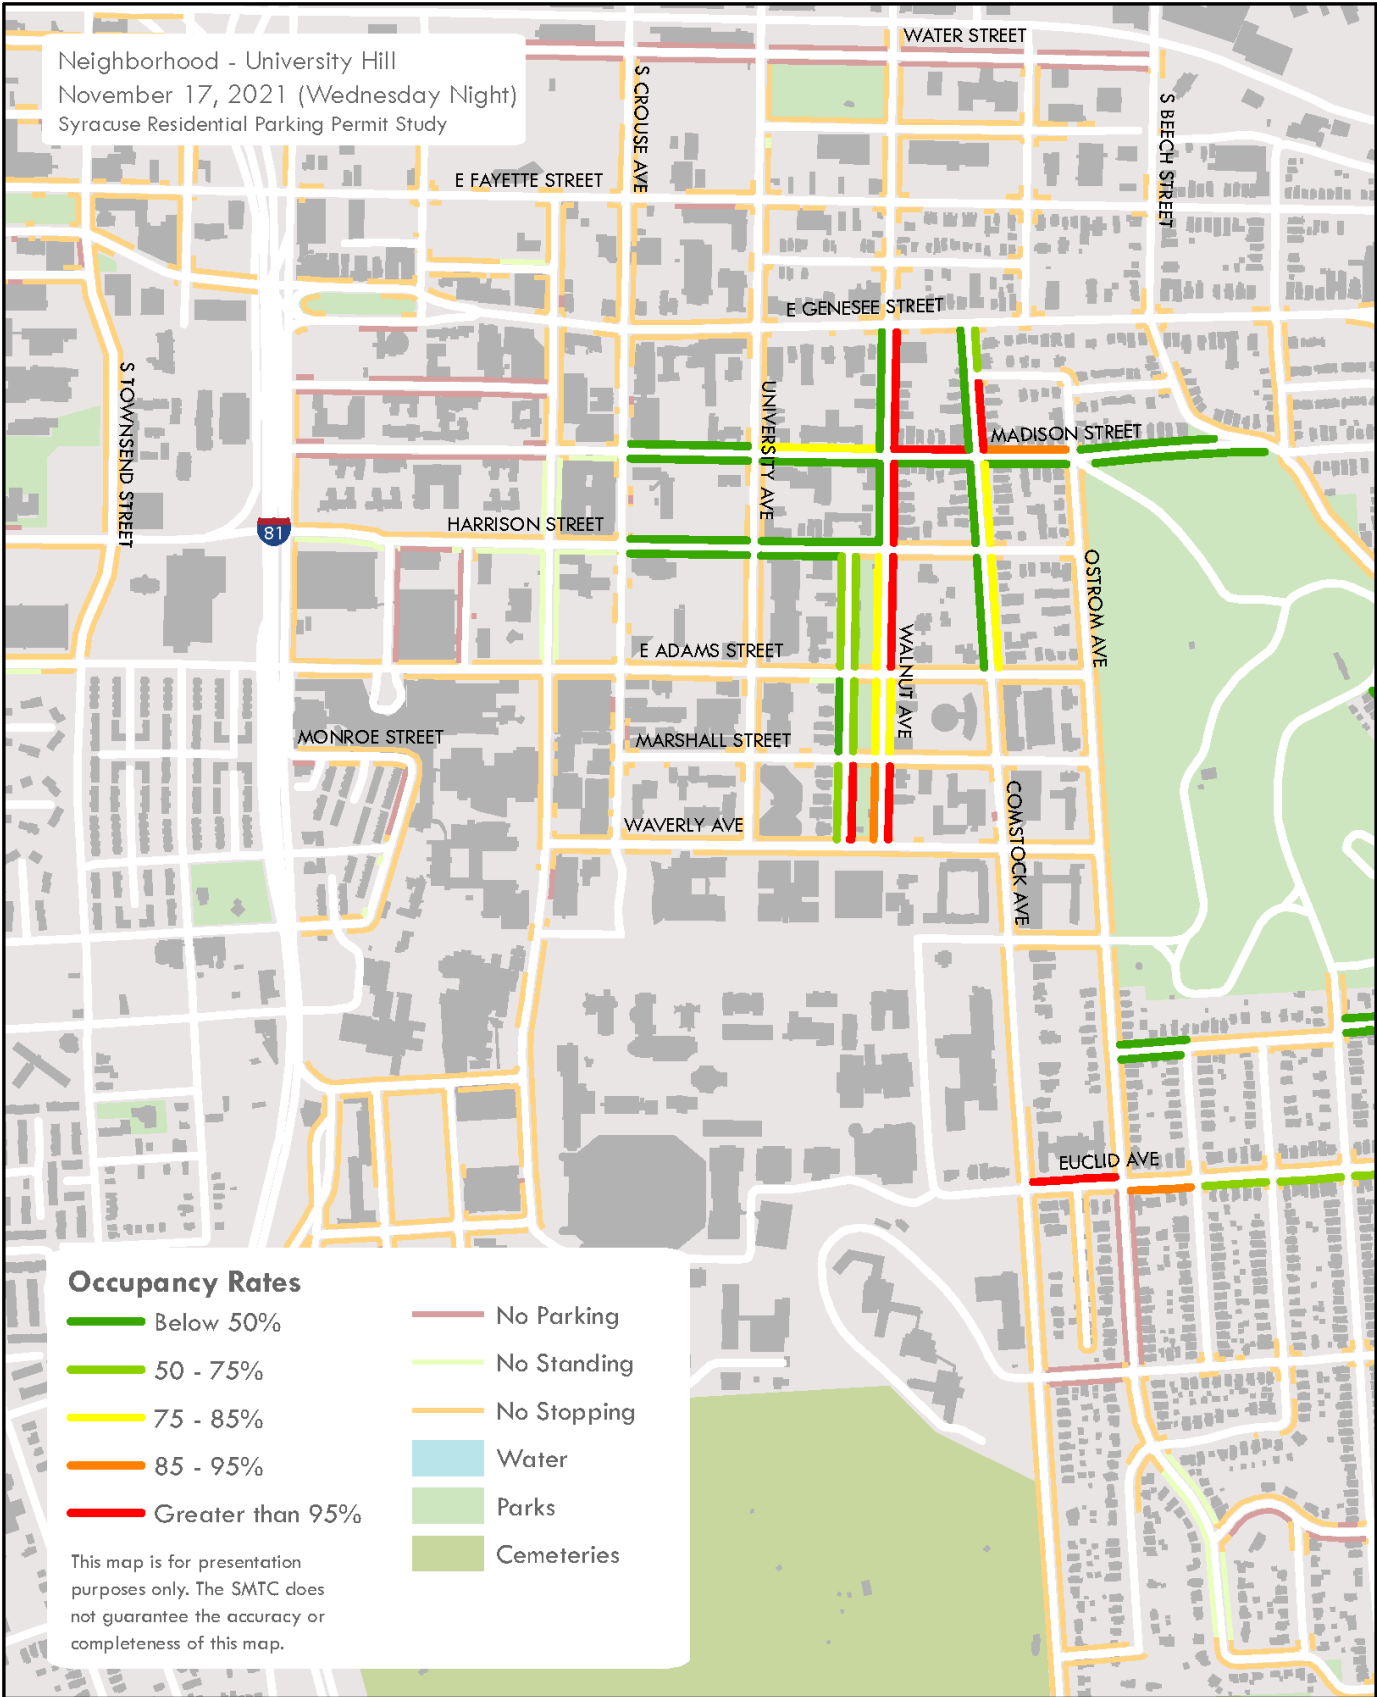 Neighborhood - University Hill
November 17, 2021 (Wednesday Night)
Syracuse Residential Parking Permit Study
WATER STREET
S CROUSE AVE
S BEECH STREET
E FAYETTE STREET
E GENESEE STREET
S TOWNSEND STREET
UNIVERSITY AVE
MADISON STREET
HARRISON STREET
81
OSTROM AVE
E ADAMS STREET
WALNUT AVE
MONROE STREET
MARSHALL STREET
WAVERLY AVE
COMSTOCK AVE
EUCLID AVE
Occupancy Rates
Below 50%
50 - 75%
75 - 85%
85 - 95%
Greater than 95%
No Parking
No Standing
No Stopping
Water
Parks
Cemeteries
This map is for presentation
purposes only. The SMTC does
not guarantee the accuracy or
completeness of this map.